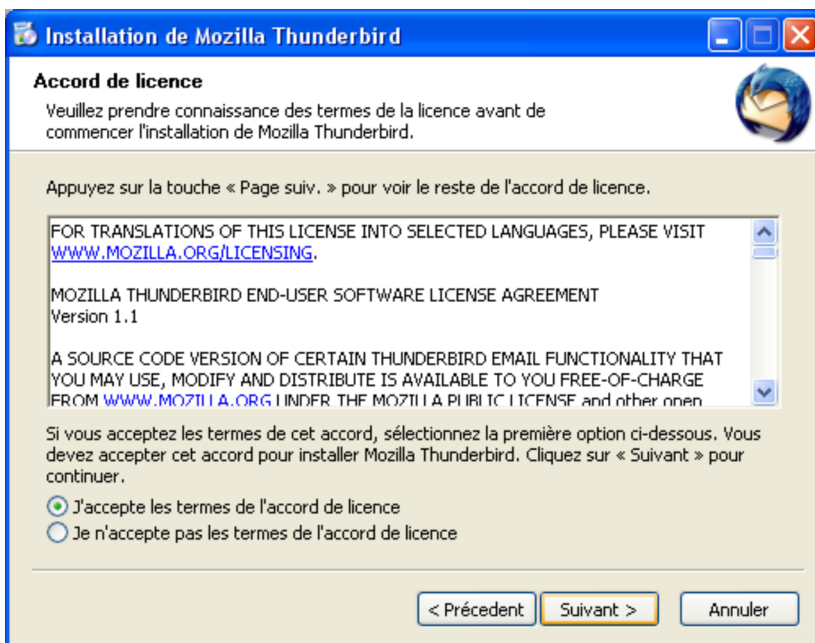 Installation de Mozilla Thunderbird
Accord de licence
Veuillez prendre connaissance des termes de la licence avant de
commencer l'installation de Mozilla Thunderbird.
Appuyez sur la touche « Page suiv. » pour voir le reste de l'accord de licence.
FOR TRANSLATIONS OF THIS LICENSE INTO SELECTED LANGUAGES, PLEASE VISIT
WWW.MOZILLA.ORG/LICENSING.
MOZILLA THUNDERBIRD END-USER SOFTWARE LICENSE AGREEMENT
Version 1.1
A SOURCE CODE VERSION OF CERTAIN THUNDERBIRD EMAIL FUNCTIONALITY THAT
YOU MAY USE, MODIFY AND DISTRIBUTE IS AVAILABLE TO YOU FREE-OF-CHARGE
FROM WWW.MOZILLA.ORG UNDER THE MOZILLA PUBLIC LICENSE and other open
Si vous acceptez les termes de cet accord, sélectionnez la première option ci-dessous. Vous
devez accepter cet accord pour installer Mozilla Thunderbird. Cliquez sur « Suivant » pour
continuer.
J'accepte les termes de l'accord de licence
Je n'accepte pas les termes de l'accord de licence
< Précedent Suivant > Annuler